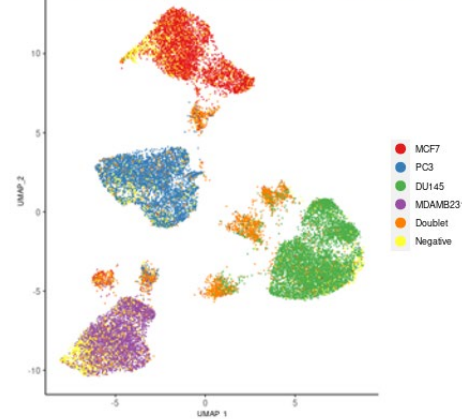 10
5
0
-5
-10
UMAP_2
-5
0
5
UMAP_1
MCF7
PC3
DU145
MDAMB23
Doublet
Negative